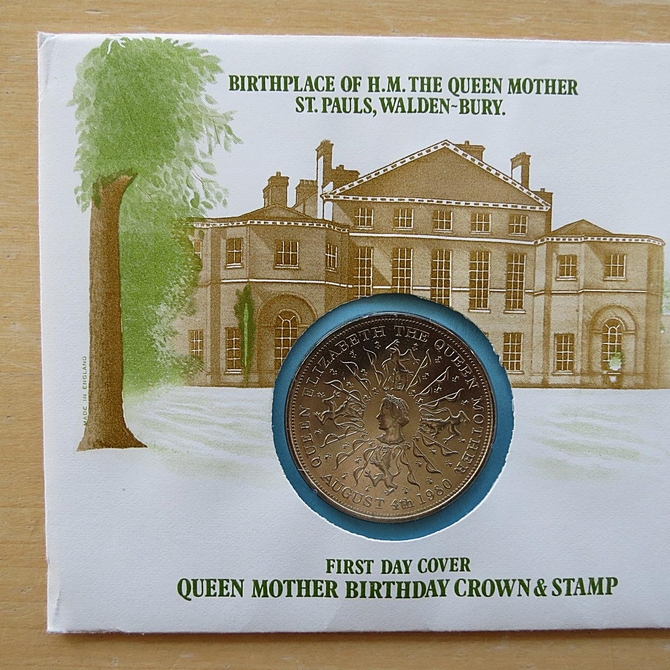 BIRTHPLACE OF H.M. THE QUEEN MOTHER
ST. PAULS, WALDEN~BURY.
MADE IN ENGLAND
QUEEN ELIZABETH THE QUEEN MOTHER
AUGUST 4th 1980
FIRST DAY COVER
QUEEN MOTHER BIRTHDAY CROWN & STAMP